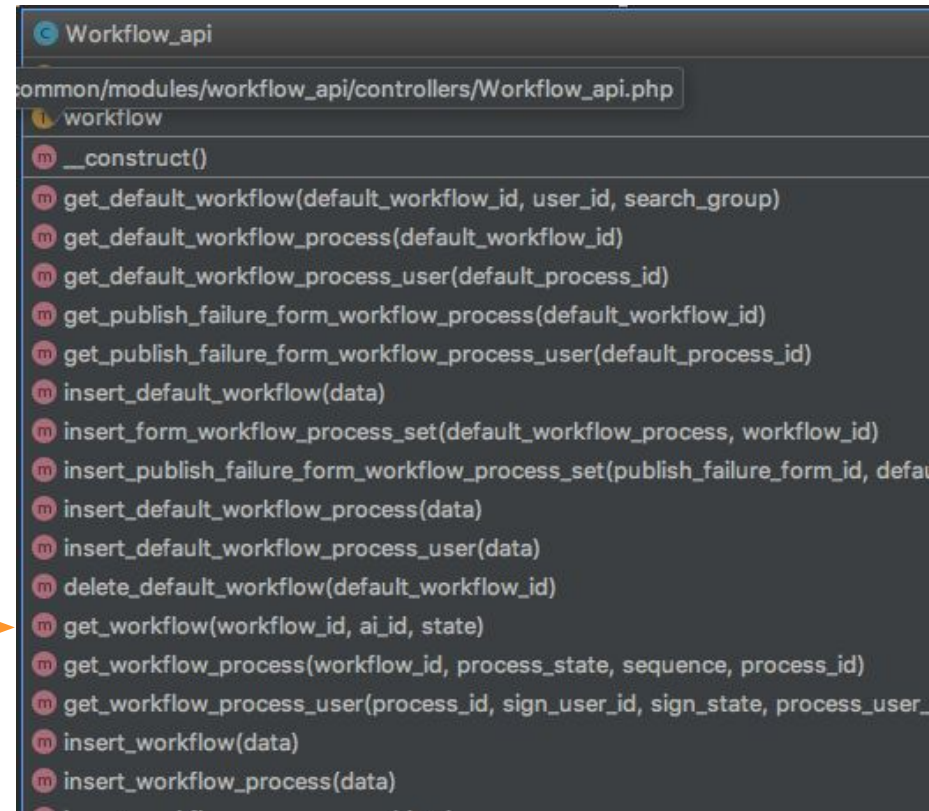 Workflow_api
common/modules/workflow_api/controllers/Workflow_api.php
workflow
__construct()
get_default_workflow(default_workflow_id, user_id, search_group)
get_default_workflow_process(default_workflow_id)
get_default_workflow_process_user(default_process_id)
get_publish_failure_form_workflow_process(default_workflow_id)
get_publish_failure_form_workflow_process_user(default_process_id)
insert_default_workflow(data)
insert_form_workflow_process_set(default_workflow_process, workflow_id)
insert_publish_failure_form_workflow_process_set(publish_failure_form_id, defau
insert_default_workflow_process(data)
insert_default_workflow_process_user(data)
delete_default_workflow(default_workflow_id)
get_workflow(workflow_id, ai_id, state)
get_workflow_process(workflow_id, process_state, sequence, process_id)
get_workflow_process_user(process_id, sign_user_id, sign_state, process_user_
insert_workflow(data)
insert_workflow_process(data)